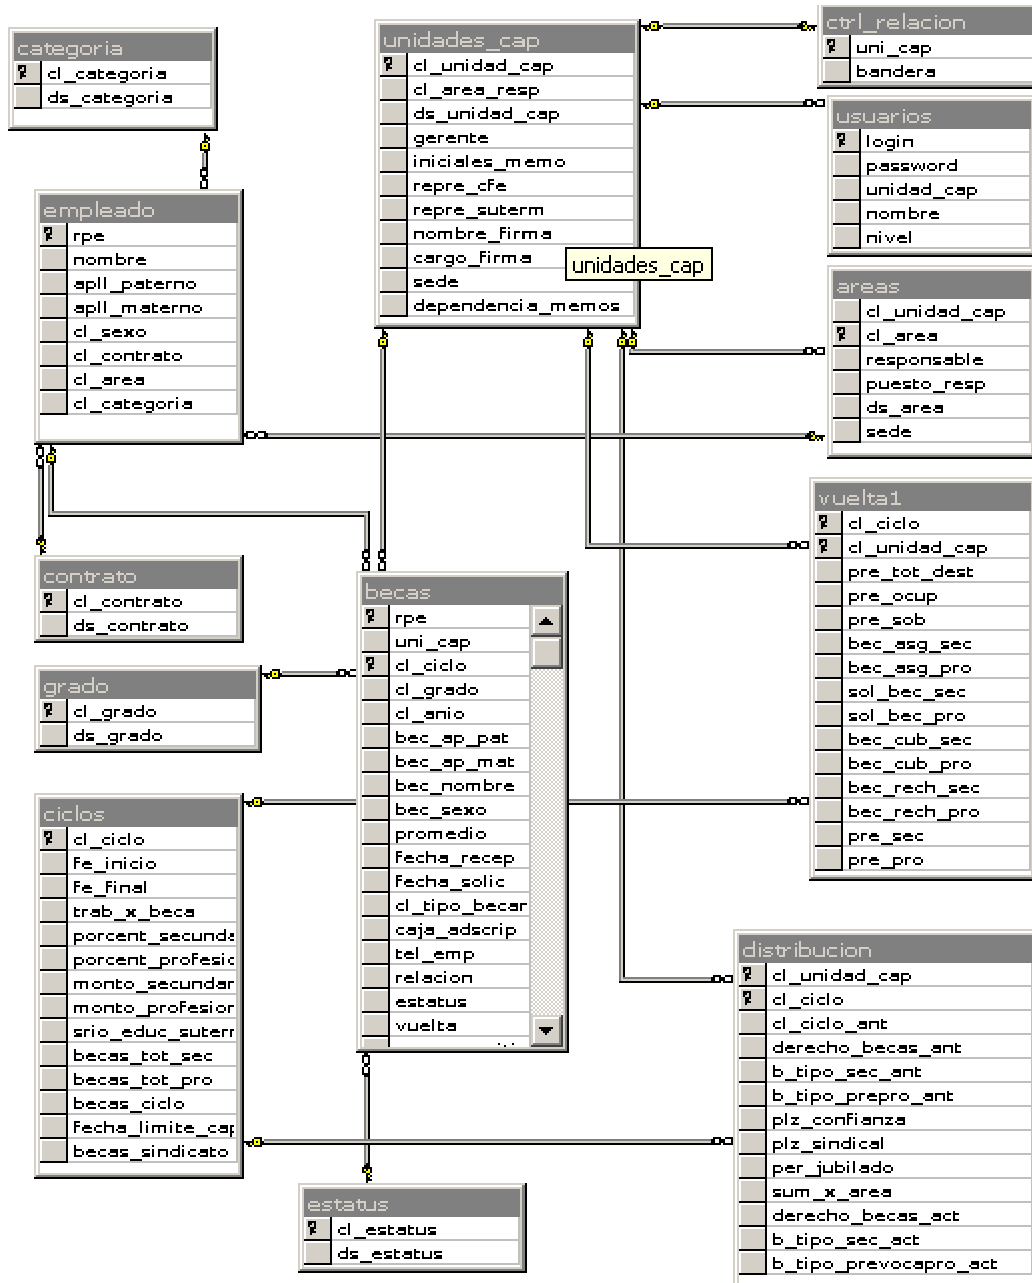 categoria
cl_categoria
ds_categoria
empleado
rpe
nombre
apll_paterno
apll_materno
cl_sexo
cl_contrato
cl_area
cl_categoria
contrato
cl_contrato
ds_contrato
grado
cl_grado
ds_grado
ciclos
cl_ciclo
fe_inicio
fe_final
trab_x_beca
porcent_secunda
porcent_profesic
monto_secundar
monto_profesior
srio_educ_suterr
becas_tot_sec
becas_tot_pro
becas_ciclo
fecha_limite_cap
becas_sindicato
unidades_cap
cl_unidad_cap
cl_area_resp
ds_unidad_cap
gerente
iniciales_memo
repre_cfe
repre_suterm
nombre_firma
cargo_firma
sede
dependencia_memos
unidades_cap
becas
rpe
uni_cap
cl_ciclo
cl_grado
cl_anio
bec_ap_pat
bec_ap_mat
bec_nombre
bec_sexo
promedio
fecha_recep
fecha_solic
cl_tipo_becar
caja_adscrip
tel_emp
relacion
estatus
vuelta
estatus
cl_estatus
ds_estatus
ctrl_relacion
uni_cap
bandera
usuarios
login
password
unidad_cap
nombre
nivel
areas
cl_unidad_cap
cl_area
responsable
puesto_resp
ds_area
sede
vuelta1
cl_ciclo
cl_unidad_cap
pre_tot_dest
pre_ocup
pre_sob
bec_asg_sec
bec_asg_pro
sol_bec_sec
sol_bec_pro
bec_cub_sec
bec_cub_pro
bec_rech_sec
bec_rech_pro
pre_sec
pre_pro
distribucion
cl_unidad_cap
cl_ciclo
cl_ciclo_ant
derecho_becas_ant
b_tipo_sec_ant
b_tipo_prepro_ant
plz_confianza
plz_sindical
per_jubilado
sum_x_area
derecho_becas_act
b_tipo_sec_act
b_tipo_prevocapro_act